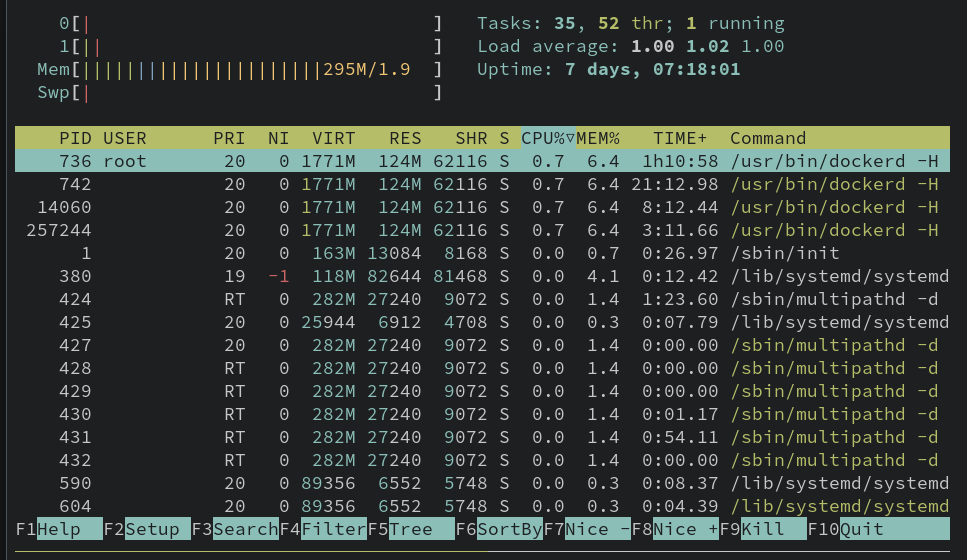 0[| ] Tasks: 35, 52 thr; 1 running
1[|| ] Load average: 1.00 1.02 1.00
Mem[||||||||||||||||||||||295M/1.9 ] Uptime: 7 days, 07:18:01
Swp[| ]
PID USER PRI NI VIRT RES SHR S CPU%▽MEM% TIME+ Command
736 root 20 0 1771M 124M 62116 S 0.7 6.4 1h10:58 /usr/bin/dockerd -H
742 20 0 1771M 124M 62116 S 0.7 6.4 21:12.98 /usr/bin/dockerd -H
14060 20 0 1771M 124M 62116 S 0.7 6.4 8:12.44 /usr/bin/dockerd -H
257244 20 0 1771M 124M 62116 S 0.7 6.4 3:11.66 /usr/bin/dockerd -H
1 20 0 163M 13084 8168 S 0.0 0.7 0:26.97 /sbin/init
380 19 -1 118M 82644 81468 S 0.0 4.1 0:12.42 /lib/systemd/systemd
424 RT 0 282M 27240 9072 S 0.0 1.4 1:23.60 /sbin/multipathd -d
425 20 0 25944 6912 4708 S 0.0 0.3 0:07.79 /lib/systemd/systemd
427 20 0 282M 27240 9072 S 0.0 1.4 0:00.00 /sbin/multipathd -d
428 RT 0 282M 27240 9072 S 0.0 1.4 0:00.00 /sbin/multipathd -d
429 RT 0 282M 27240 9072 S 0.0 1.4 0:00.00 /sbin/multipathd -d
430 RT 0 282M 27240 9072 S 0.0 1.4 0:01.17 /sbin/multipathd -d
431 RT 0 282M 27240 9072 S 0.0 1.4 0:54.11 /sbin/multipathd -d
432 RT 0 282M 27240 9072 S 0.0 1.4 0:00.00 /sbin/multipathd -d
590 20 0 89356 6552 5748 S 0.0 0.3 0:08.37 /lib/systemd/systemd
604 20 0 89356 6552 5748 S 0.0 0.3 0:04.39 /lib/systemd/systemd
F1Help F2Setup F3SearchF4FilterF5Tree F6SortByF7Nice -F8Nice +F9Kill F10Quit